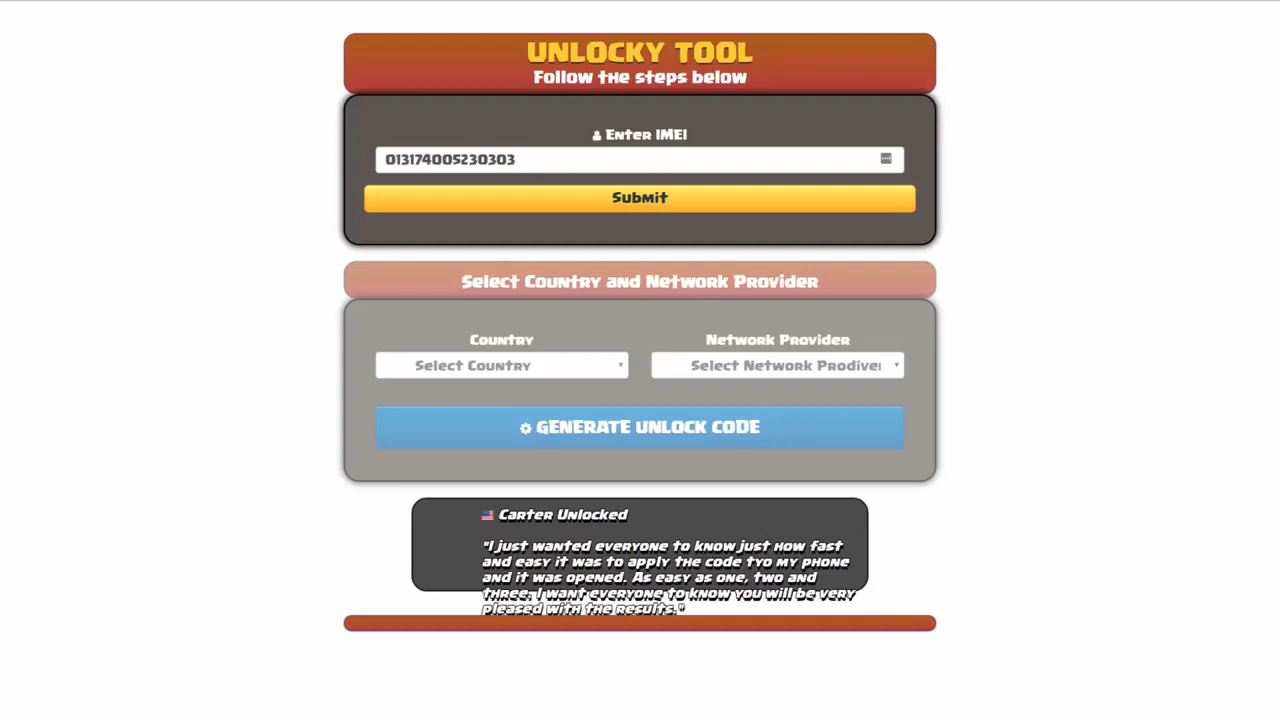 UNLOCKY TOOL
Follow the steps below
Enter IMEI
013174005230303
Submit
Select Country and Network Provider
Country
Network Provider
Select Country
Select Network Prodiver
GENERATE UNLOCK CODE
Carter Unlocked
"I just wanted everyone to know just how fast
and easy it was to apply the code tyo my phone
and it was opened. As easy as one, two and
three. I want everyone to know you will be very
pleased with the results."